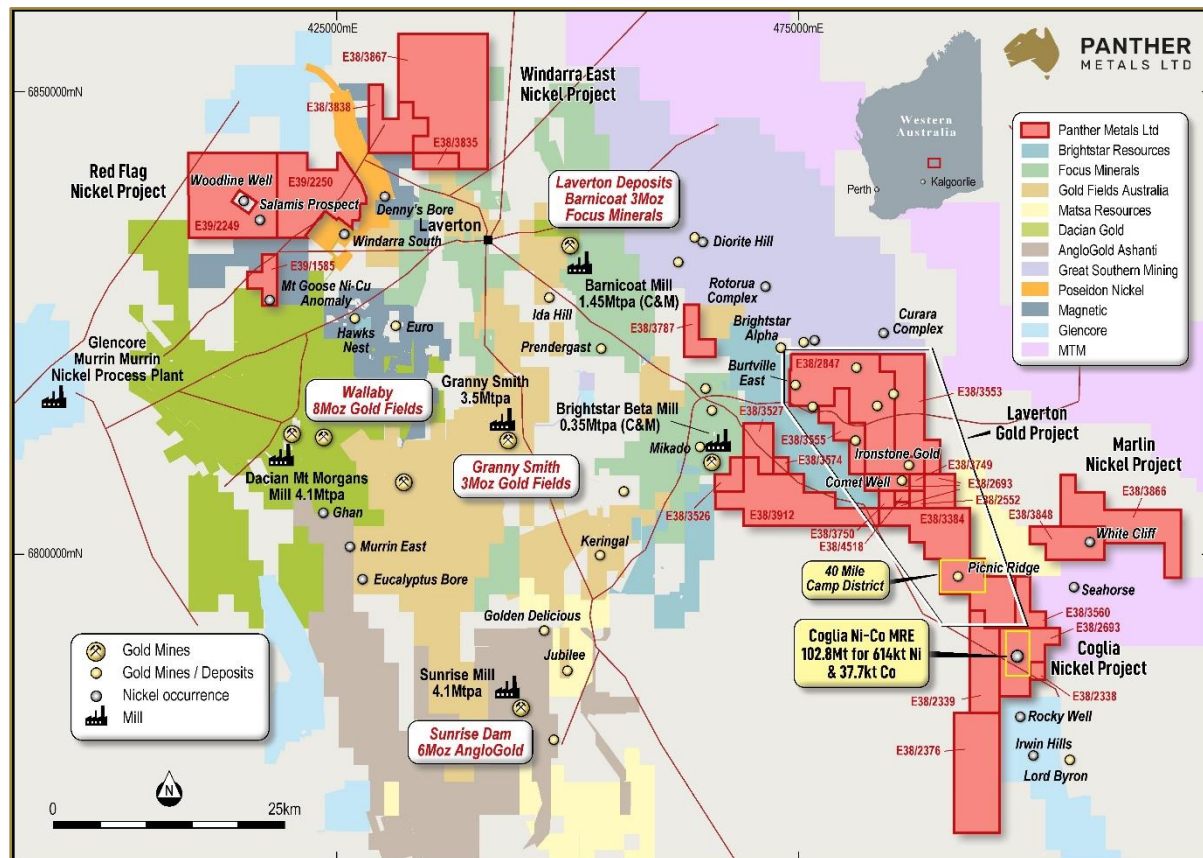 425000mE
475000mE
6850000mN
6800000mN
PANTHER
METALS LTD
Western
Australia
Perth
Kalgoorlie
Panther Metals Ltd
Brightstar Resources
Focus Minerals
Gold Fields Australia
Matsa Resources
Dacian Gold
AngloGold Ashanti
Great Southern Mining
Poseidon Nickel
Magnetic
Glencore
MTM
E38/3867
E38/3838
E38/3835
Windarra East
Nickel Project
Red Flag
Nickel Project
Woodline Well
E39/2250
Salamis Prospect
E39/2249
Denny's Bore
Laverton
Windarra South
E39/1585
Mt Goose Ni-Cu
Anomaly
Hawks
Nest
Euro
Laverton Deposits
Barnicoat 3Moz
Focus Minerals
Barnicoat Mill
1.45Mtpa (C&M)
Ida Hill
Prendergast
Diorite Hill
Rotorua
Complex
E38/3787
Brightstar
Alpha
Curara
Complex
Burtville
East
E38/2847
E38/3553
Laverton
Gold Project
Glencore
Murrin Murrin
Nickel Process Plant
Wallaby
8Moz Gold Fields
Granny Smith
3.5Mtpa
Brightstar Beta Mill
0.35Mtpa (C&M)
Mikado
E38/3527
E38/3555
E38/3574
Ironstone Gold
Comet Well
E38/3749
E38/2693
E38/2552
Marlin
Nickel Project
E38/3866
E38/3848
White Cliff
Dacian Mt Morgans
Mill 4.1Mtpa
Granny Smith
3Moz Gold Fields
E38/3526
E38/3912
E38/3750
E38/4518
E38/3384
Ghan
Murrin East
Eucalyptus Bore
Keringal
40 Mile
Camp District
Picnic Ridge
Seahorse
E38/3560
E38/2693
Coglia
Nickel Project
Golden Delicious
Jubilee
Coglia Ni-Co MRE
102.8Mt for 614kt Ni
& 37.7kt Co
E38/2339
E38/2338
Sunrise Mill
4.1Mtpa
Sunrise Dam
6Moz AngloGold
Rocky Well
E38/2376
Irwin Hills
Lord Byron
Gold Mines
Gold Mines / Deposits
Nickel occurrence
Mill
N
0
25km